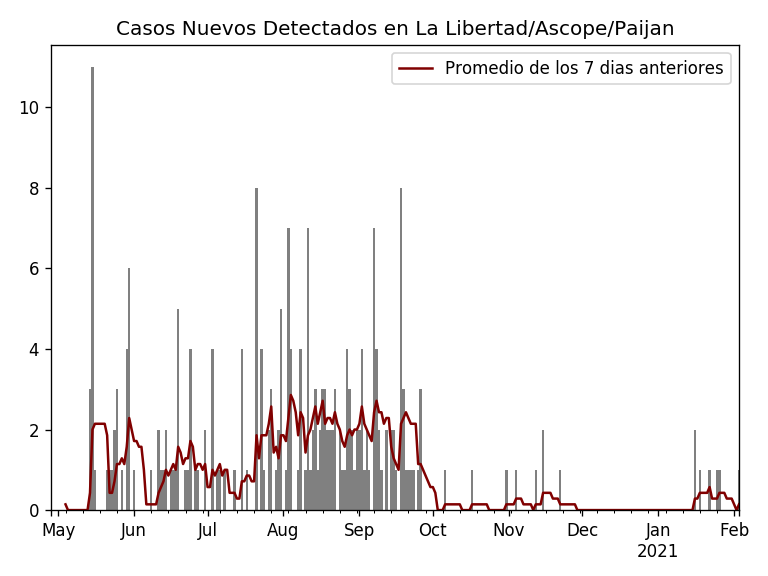 Casos Nuevos Detectados en La Libertad/Ascope/Paijan
Promedio de los 7 dias anteriores
10
8
6
4
2
0
May Jun Jul Aug Sep Oct Nov Dec Jan Feb
2021